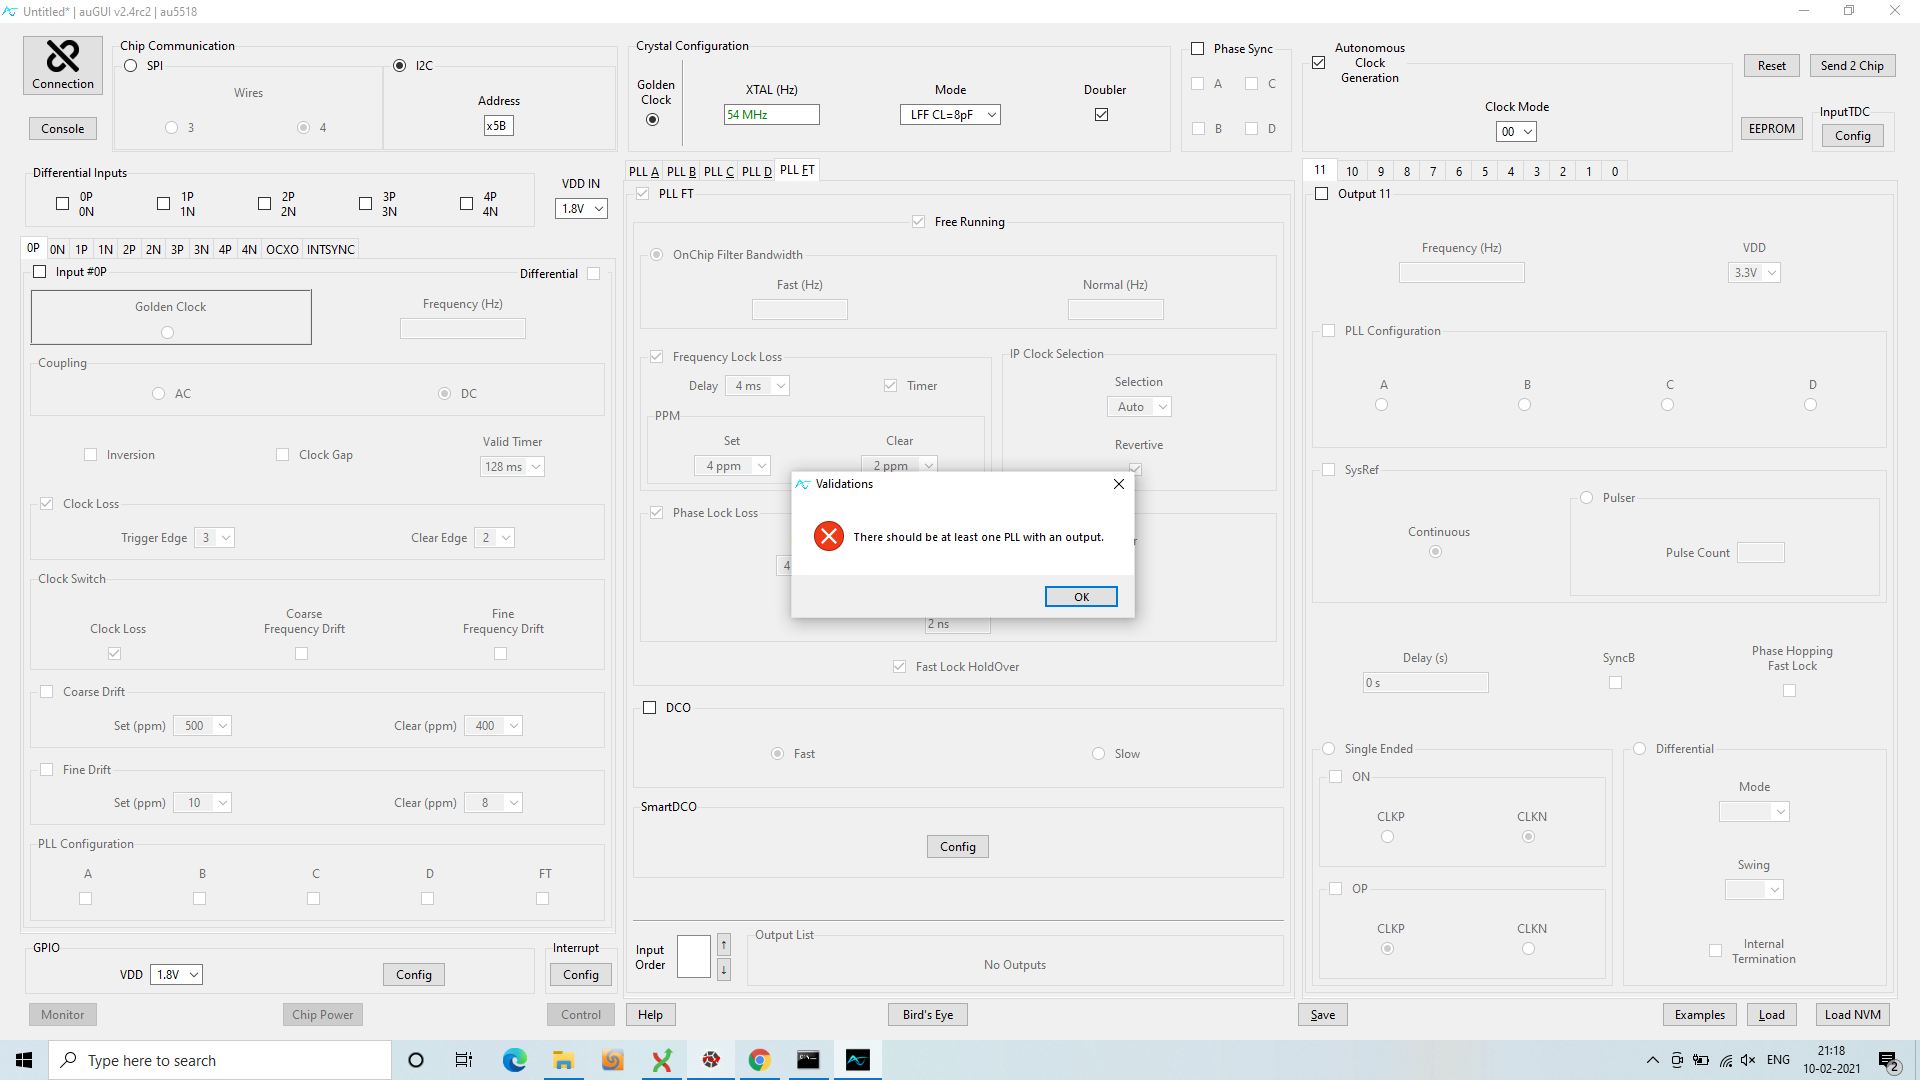 Untitled* | auGUI v2.4rc2 | au5518
Connection
Console
Chip Communication
SPI
Wires
3
4
I2C
Address
x5B
Crystal Configuration
Golden
Clock
XTAL (Hz)
54 MHz
Mode
LFF CL=8pF
Doubler
Phase Sync
A
C
B
D
Autonomous
Clock
Generation
Clock Mode
00
Reset
Send 2 Chip
EEPROM
InputTDC
Config
Differential Inputs
0P
0N
1P
1N
2P
2N
3P
3N
4P
4N
VDD IN
1.8V
0P 0N 1P 1N 2P 2N 3P 3N 4P 4N OCXO INTSYNC
Input #0P
Differential
Golden Clock
Frequency (Hz)
Coupling
AC
DC
Inversion
Clock Gap
Valid Timer
128 ms
Clock Loss
Trigger Edge 3
Clear Edge 2
Clock Switch
Clock Loss
Coarse
Frequency Drift
Fine
Frequency Drift
Coarse Drift
Set (ppm) 500
Clear (ppm) 400
Fine Drift
Set (ppm) 10
Clear (ppm) 8
PLL Configuration
A B C D FT
GPIO
VDD 1.8V
Config
Interrupt
Config
Monitor
Chip Power
Control
PLL A PLL B PLL C PLL D PLL FT
PLL FT
Free Running
OnChip Filter Bandwidth
Fast (Hz)
Normal (Hz)
Frequency Lock Loss
Delay 4 ms
Timer
PPM
Set
4 ppm
Clear
2 ppm
IP Clock Selection
Selection
Auto
Revertive
Phase Lock Loss
4
r
2 ns
Validations
There should be at least one PLL with an output.
OK
Fast Lock HoldOver
DCO
Fast
Slow
SmartDCO
Config
Input
Order
↑
↓
Output List
No Outputs
Help
Bird's Eye
11 10 9 8 7 6 5 4 3 2 1 0
Output 11
Frequency (Hz)
VDD
3.3V
PLL Configuration
A B C D
SysRef
Continuous
Pulser
Pulse Count
Delay (s)
0 s
SyncB
Phase Hopping
Fast Lock
Single Ended
ON
CLKP
CLKN
OP
CLKP
CLKN
Differential
Mode
Swing
Internal
Termination
Save
Examples
Load
Load NVM
Type here to search
ENG
21:18
10-02-2021
2